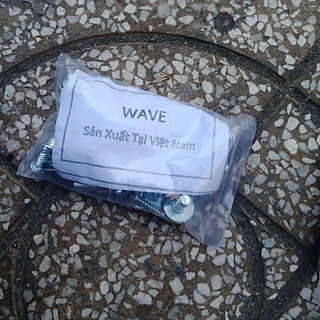 WAVE
Sản Xuất Tại Việt Nam